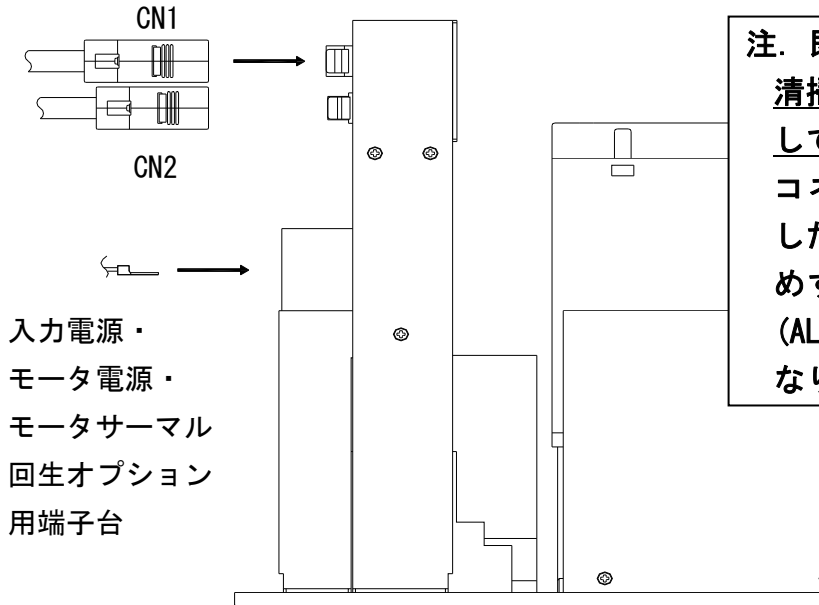 CN1
CN2
入力電源・
モータ電源・
モータサーマル
回生オプション
用端子台
注.
清掃
して
コネ
した
めす
(AL
なり